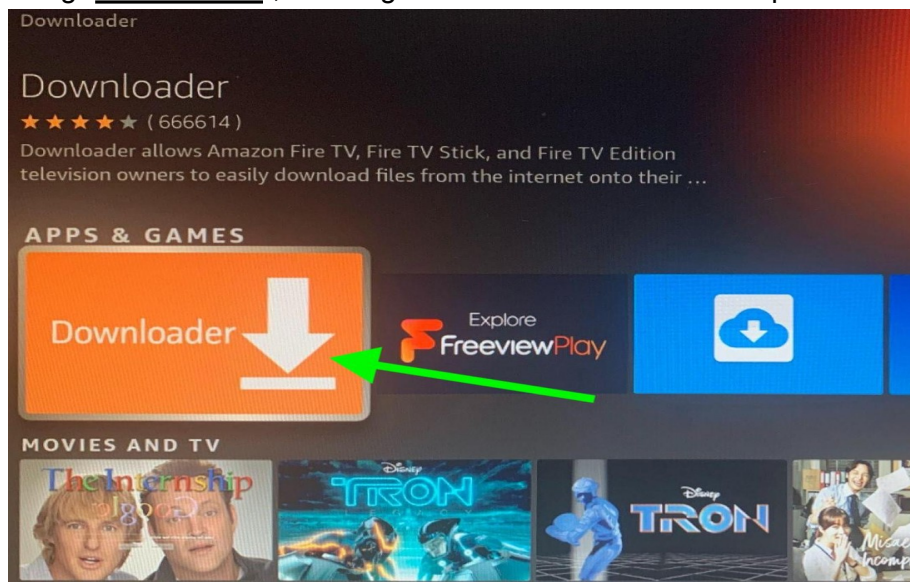 Downloader
Downloader
(666614)
Downloader allows Amazon Fire TV, Fire TV Stick, and Fire TV Edition
television owners to easily download files from the internet onto their ...
APPS & GAMES
Downloader
Explore
FreeviewPlay
MOVIES AND TV
The Internship
Google
Disney
TRON
LEGACY
Disney
TRON